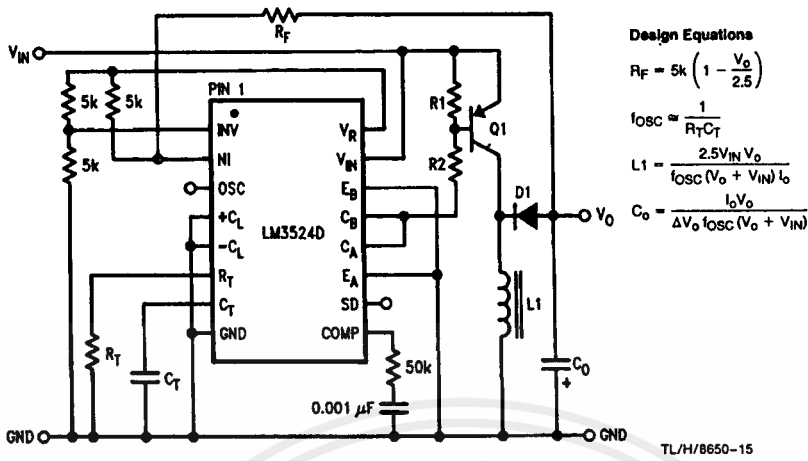 R_F
V_IN
Design Equations
R_F = 5k (1 − V_o / 2.5)
f_OSC ≅ 1 / R_T C_T
L1 = 2.5V_IN V_o / f_OSC (V_o + V_IN) I_o
C_o = I_o V_o / ΔV_o f_OSC (V_o + V_IN)
PIN 1
5k
5k
5k
INV
NI
OSC
+C_L
−C_L
R_T
C_T
GND
LM3524D
V_R
V_IN
E_B
C_B
C_A
E_A
SD
COMP
R1
R2
Q1
D1
V_O
L1
R_T
C_T
50k
0.001 μF
C_O
+
GND
GND
TL/H/8650-15